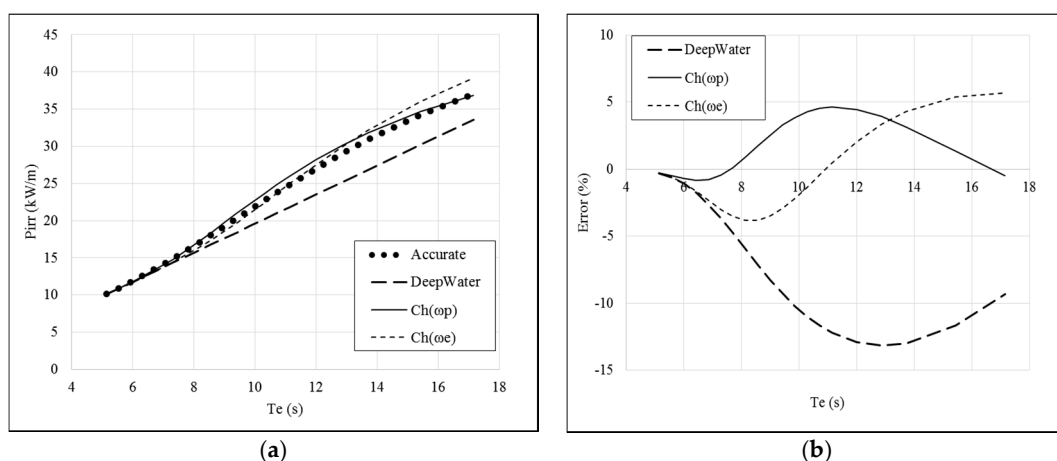 40
35
30
25
20
15
10
5
0
Pirr (kW/m)
Accurate
DeepWater
Ch(ωp)
Ch(ωe)
4 6 8 10 12 14 16 18
Te (s)
(a)
10
5
0
-5
-10
-15
Error (%)
DeepWater
Ch(ωp)
Ch(ωe)
4 6 8 10 12 14 16 18
Te (s)
(b)